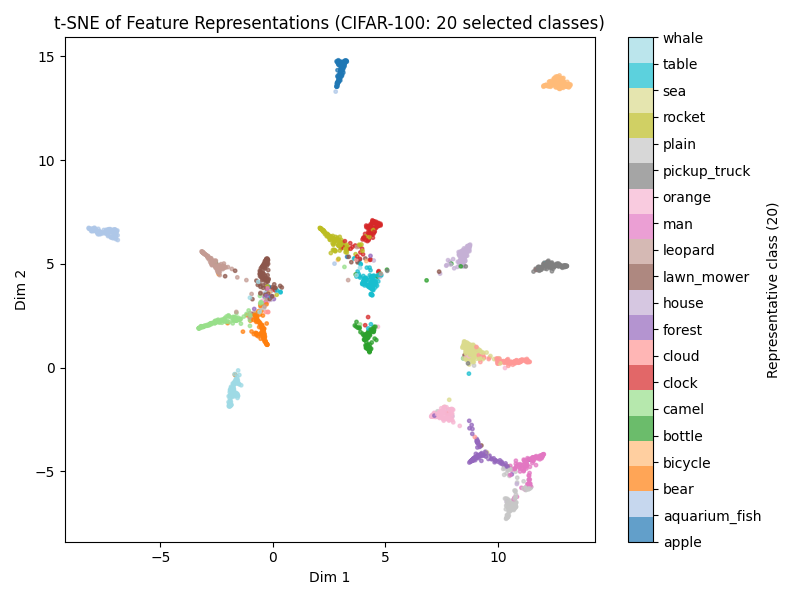 t-SNE of Feature Representations (CIFAR-100: 20 selected classes)
15
10
5
0
−5
Dim 2
−5
0
5
10
Dim 1
whale
table
sea
rocket
plain
pickup_truck
orange
man
leopard
lawn_mower
house
forest
cloud
clock
camel
bottle
bicycle
bear
aquarium_fish
apple
Representative class (20)